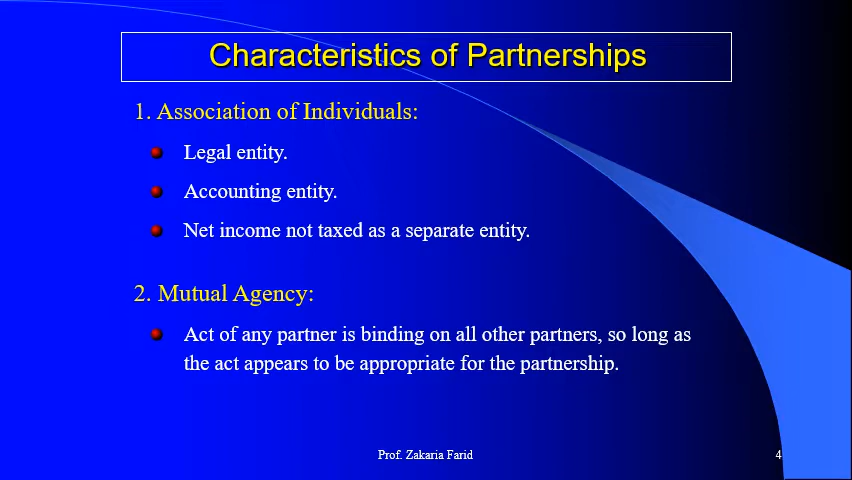 Characteristics of Partnerships
1. Association of Individuals:
Legal entity.
Accounting entity.
Net income not taxed as a separate entity.
2. Mutual Agency:
Act of any partner is binding on all other partners, so long as
the act appears to be appropriate for the partnership.
Prof. Zakaria Farid
4